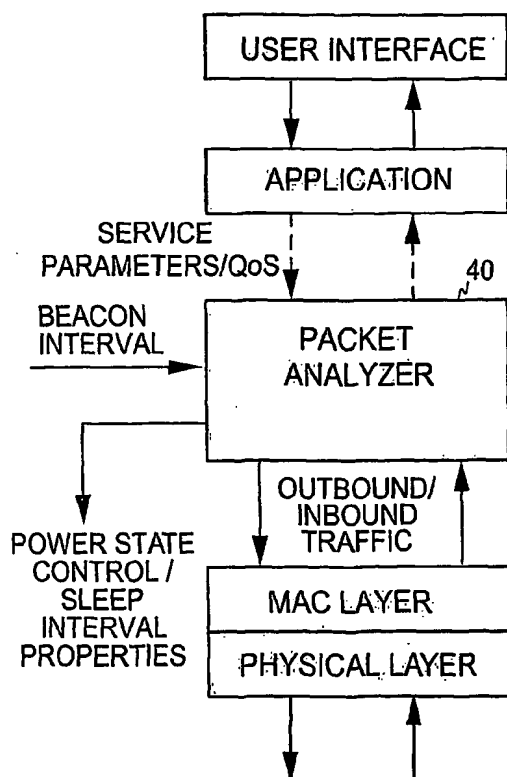 USER INTERFACE
APPLICATION
SERVICE
PARAMETERS/QoS
40
BEACON
INTERVAL
PACKET
ANALYZER
OUTBOUND/
INBOUND
TRAFFIC
POWER STATE
CONTROL /
SLEEP
INTERVAL
PROPERTIES
MAC LAYER
PHYSICAL LAYER